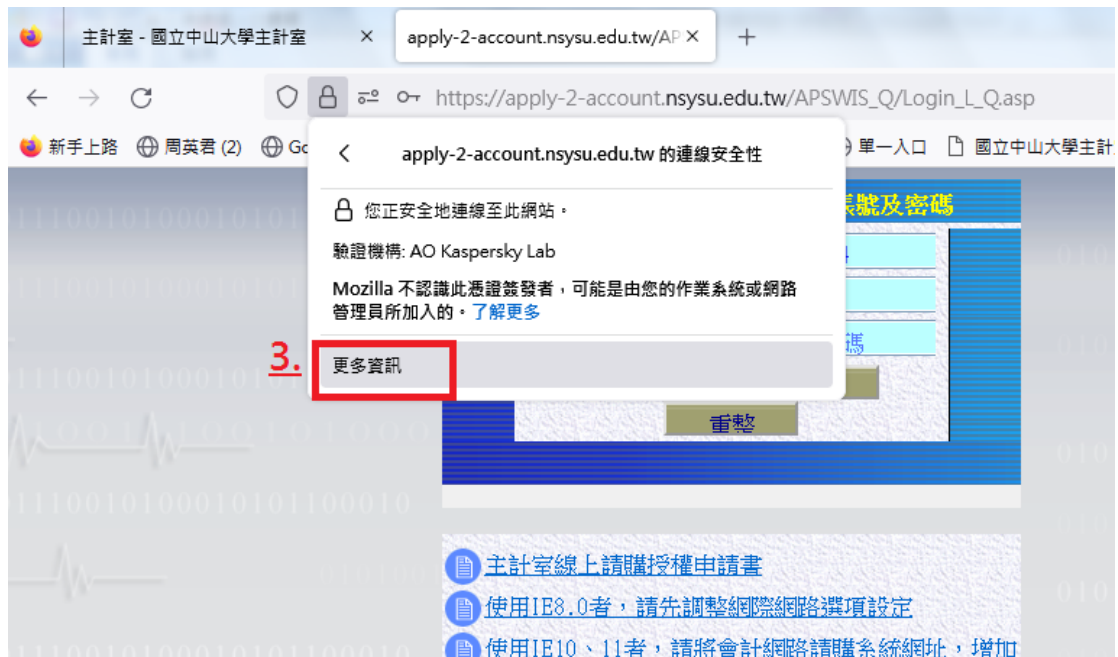 主計室 - 國立中山大學主計室
apply-2-account.nsysu.edu.tw/AP
https://apply-2-account.nsysu.edu.tw/APSWIS_Q/Login_L_Q.asp
新手上路 周英君 (2) Gc 單一入口 國立中山大學主計
apply-2-account.nsysu.edu.tw 的連線安全性
您正安全地連線至此網站。
驗證機構: AO Kaspersky Lab
Mozilla 不認識此憑證簽發者,可能是由您的作業系統或網路
管理員所加入的。了解更多
3. 更多資訊
帳號及密碼
碼
重整
主計室線上請購授權申請書
使用IE8.0者,請先調整網際網路選項設定
使用IE10、11者,請將會計網路請購系統網址,增加